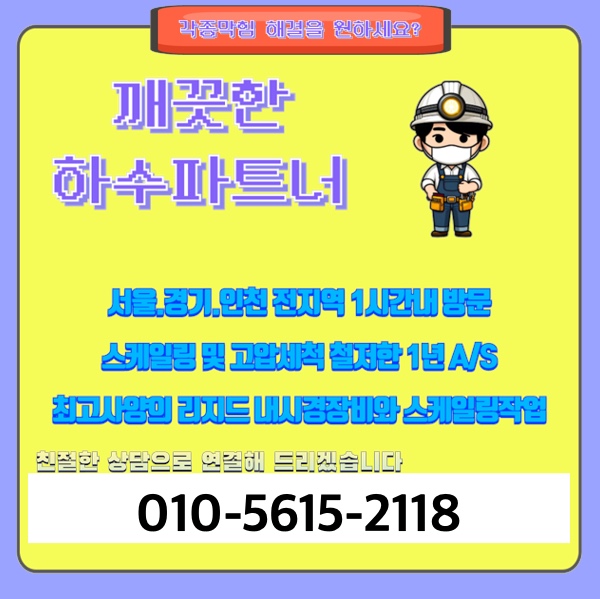 각종막힘 해결을 원하세요?
깨끗한
하수파트너
서울,경기,인천 전지역 1시간내 방문
스케일링 및 고압세척 철저한 1년 A/S
최고사양의 리지드 내시경장비와 스케일링작업
친절한 상담으로 연결해 드리겠습니다
010-5615-2118